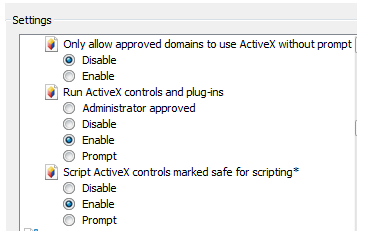 Settings
Only allow approved domains to use ActiveX without prompt
Disable
Enable
Run ActiveX controls and plug-ins
Administrator approved
Disable
Enable
Prompt
Script ActiveX controls marked safe for scripting*
Disable
Enable
Prompt